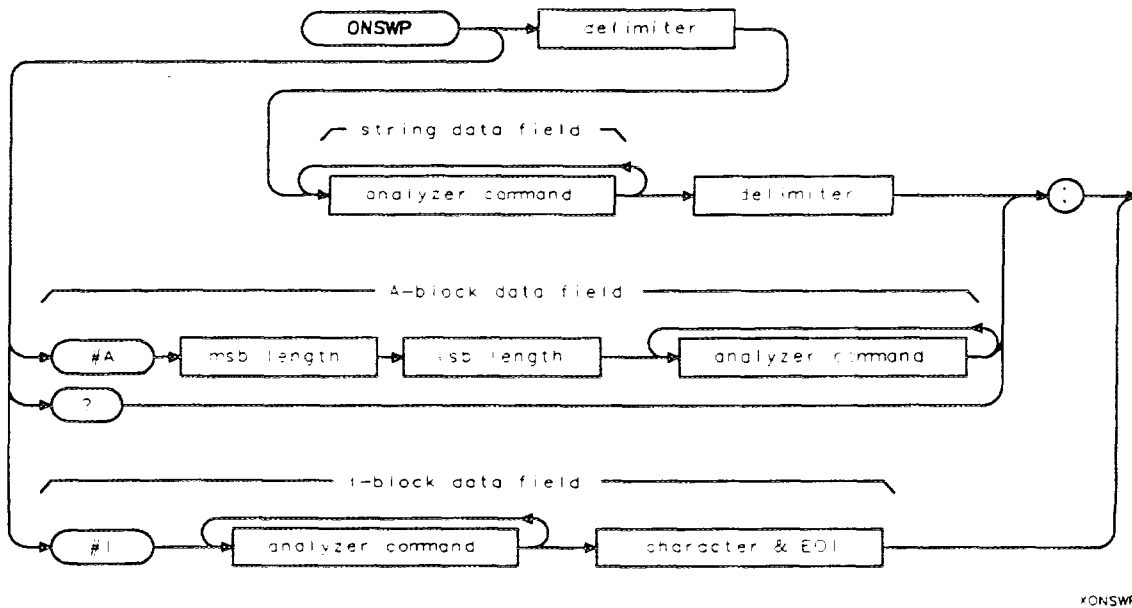 ONSWP
delimiter
string data field
analyzer command
delimiter
;
A-block data field
#A
msb length
lsb length
analyzer command
?
I-block data field
#I
analyzer command
character & EOI